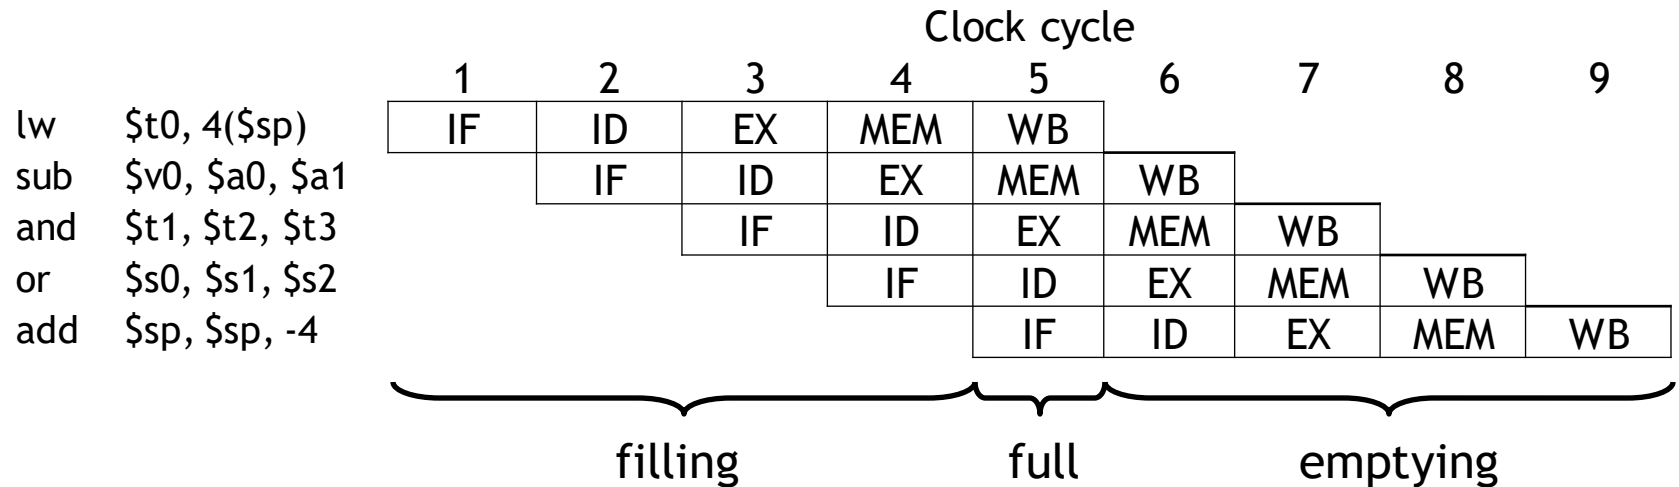 Clock cycle
1 2 3 4 5 6 7 8 9
lw $t0, 4($sp) IF ID EX MEM WB
sub $v0, $a0, $a1 IF ID EX MEM WB
and $t1, $t2, $t3 IF ID EX MEM WB
or $s0, $s1, $s2 IF ID EX MEM WB
add $sp, $sp, -4 IF ID EX MEM WB
filling full emptying